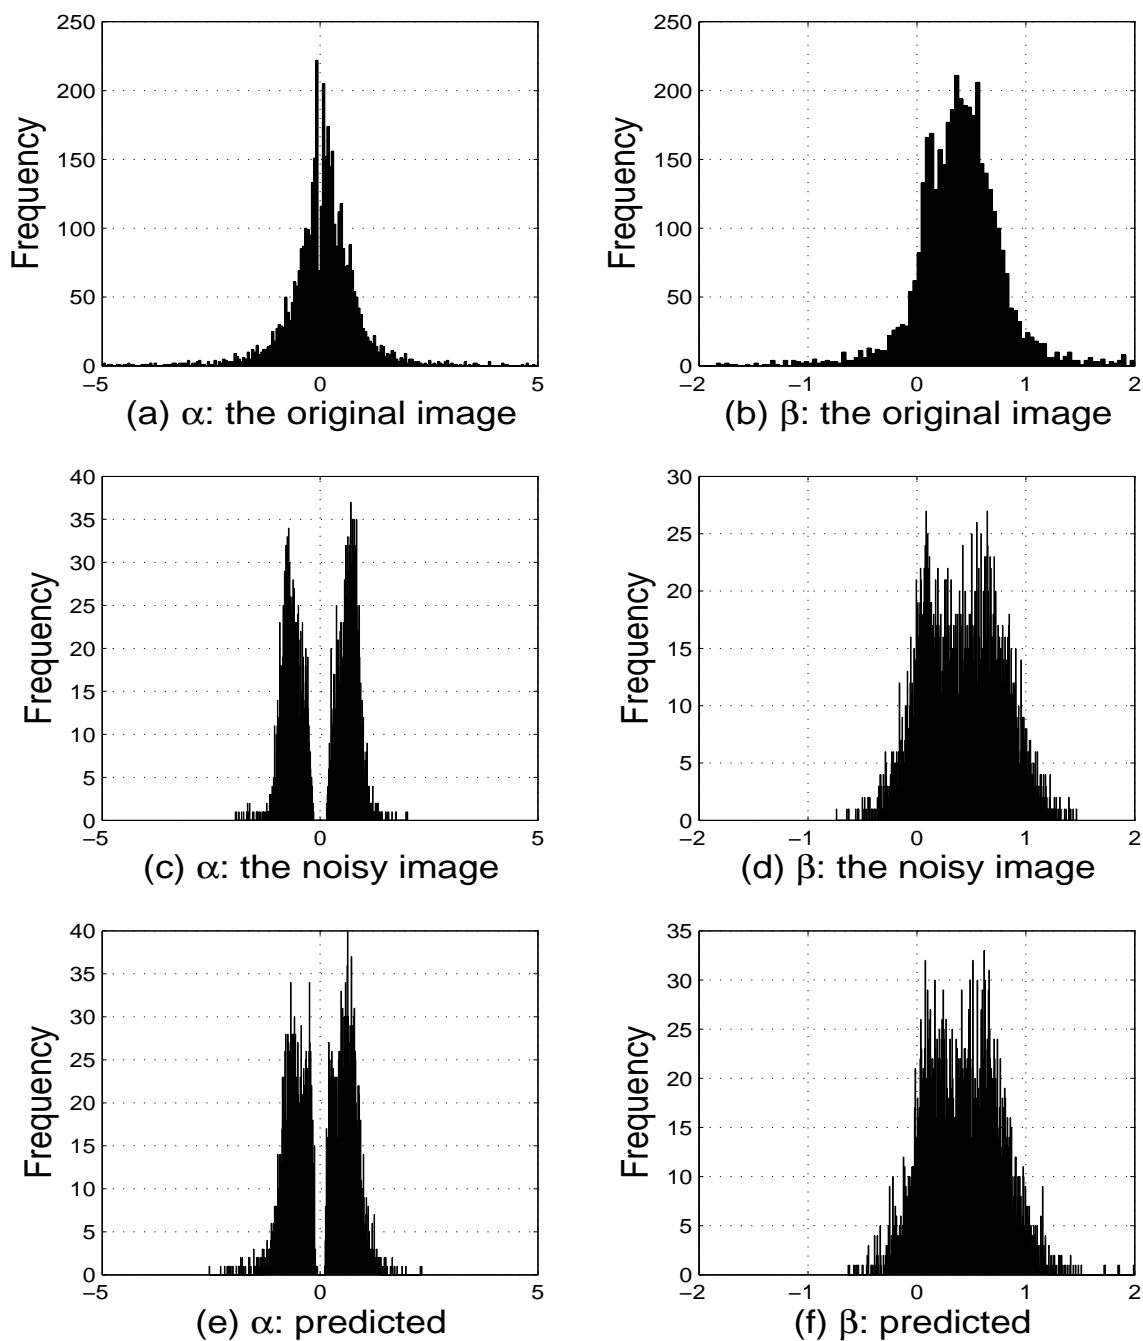 250
200
150
100
50
0
Frequency
−5 0 5
(a) α: the original image
250
200
150
100
50
0
Frequency
−2 −1 0 1 2
(b) β: the original image
40
35
30
25
20
15
10
5
0
Frequency
−5 0 5
(c) α: the noisy image
30
25
20
15
10
5
0
Frequency
−2 −1 0 1 2
(d) β: the noisy image
40
35
30
25
20
15
10
5
0
Frequency
−5 0 5
(e) α: predicted
35
30
25
20
15
10
5
0
Frequency
−2 −1 0 1 2
(f) β: predicted